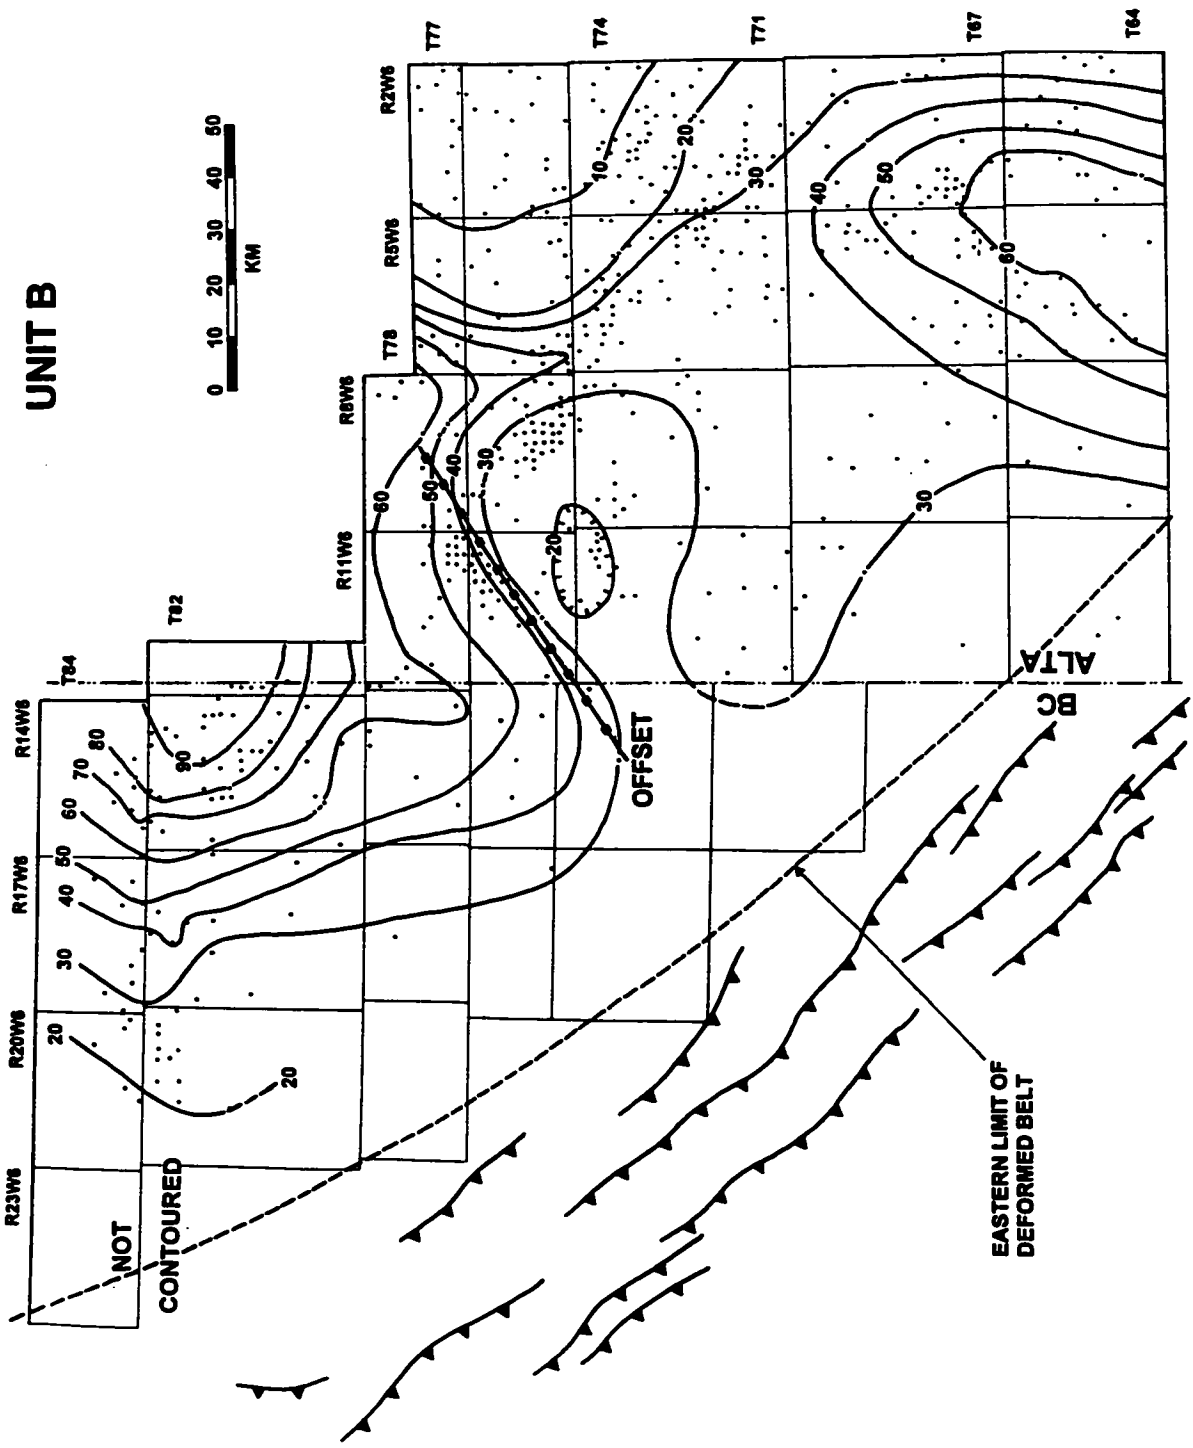 UNIT B
0 10 20 30 40 50
KM
R23W6
R20W6
R17W6
R14W6
T84
T82
R11W6
R8W6
T78
R5W6
R2W6
T77
T74
T71
T67
T64
NOT
CONTOURED
20
20
30
40
50
60
70
80
90
60
50
40
30
20
10
20
30
40
50
60
30
OFFSET
BC
ALTA
EASTERN LIMIT OF
DEFORMED BELT